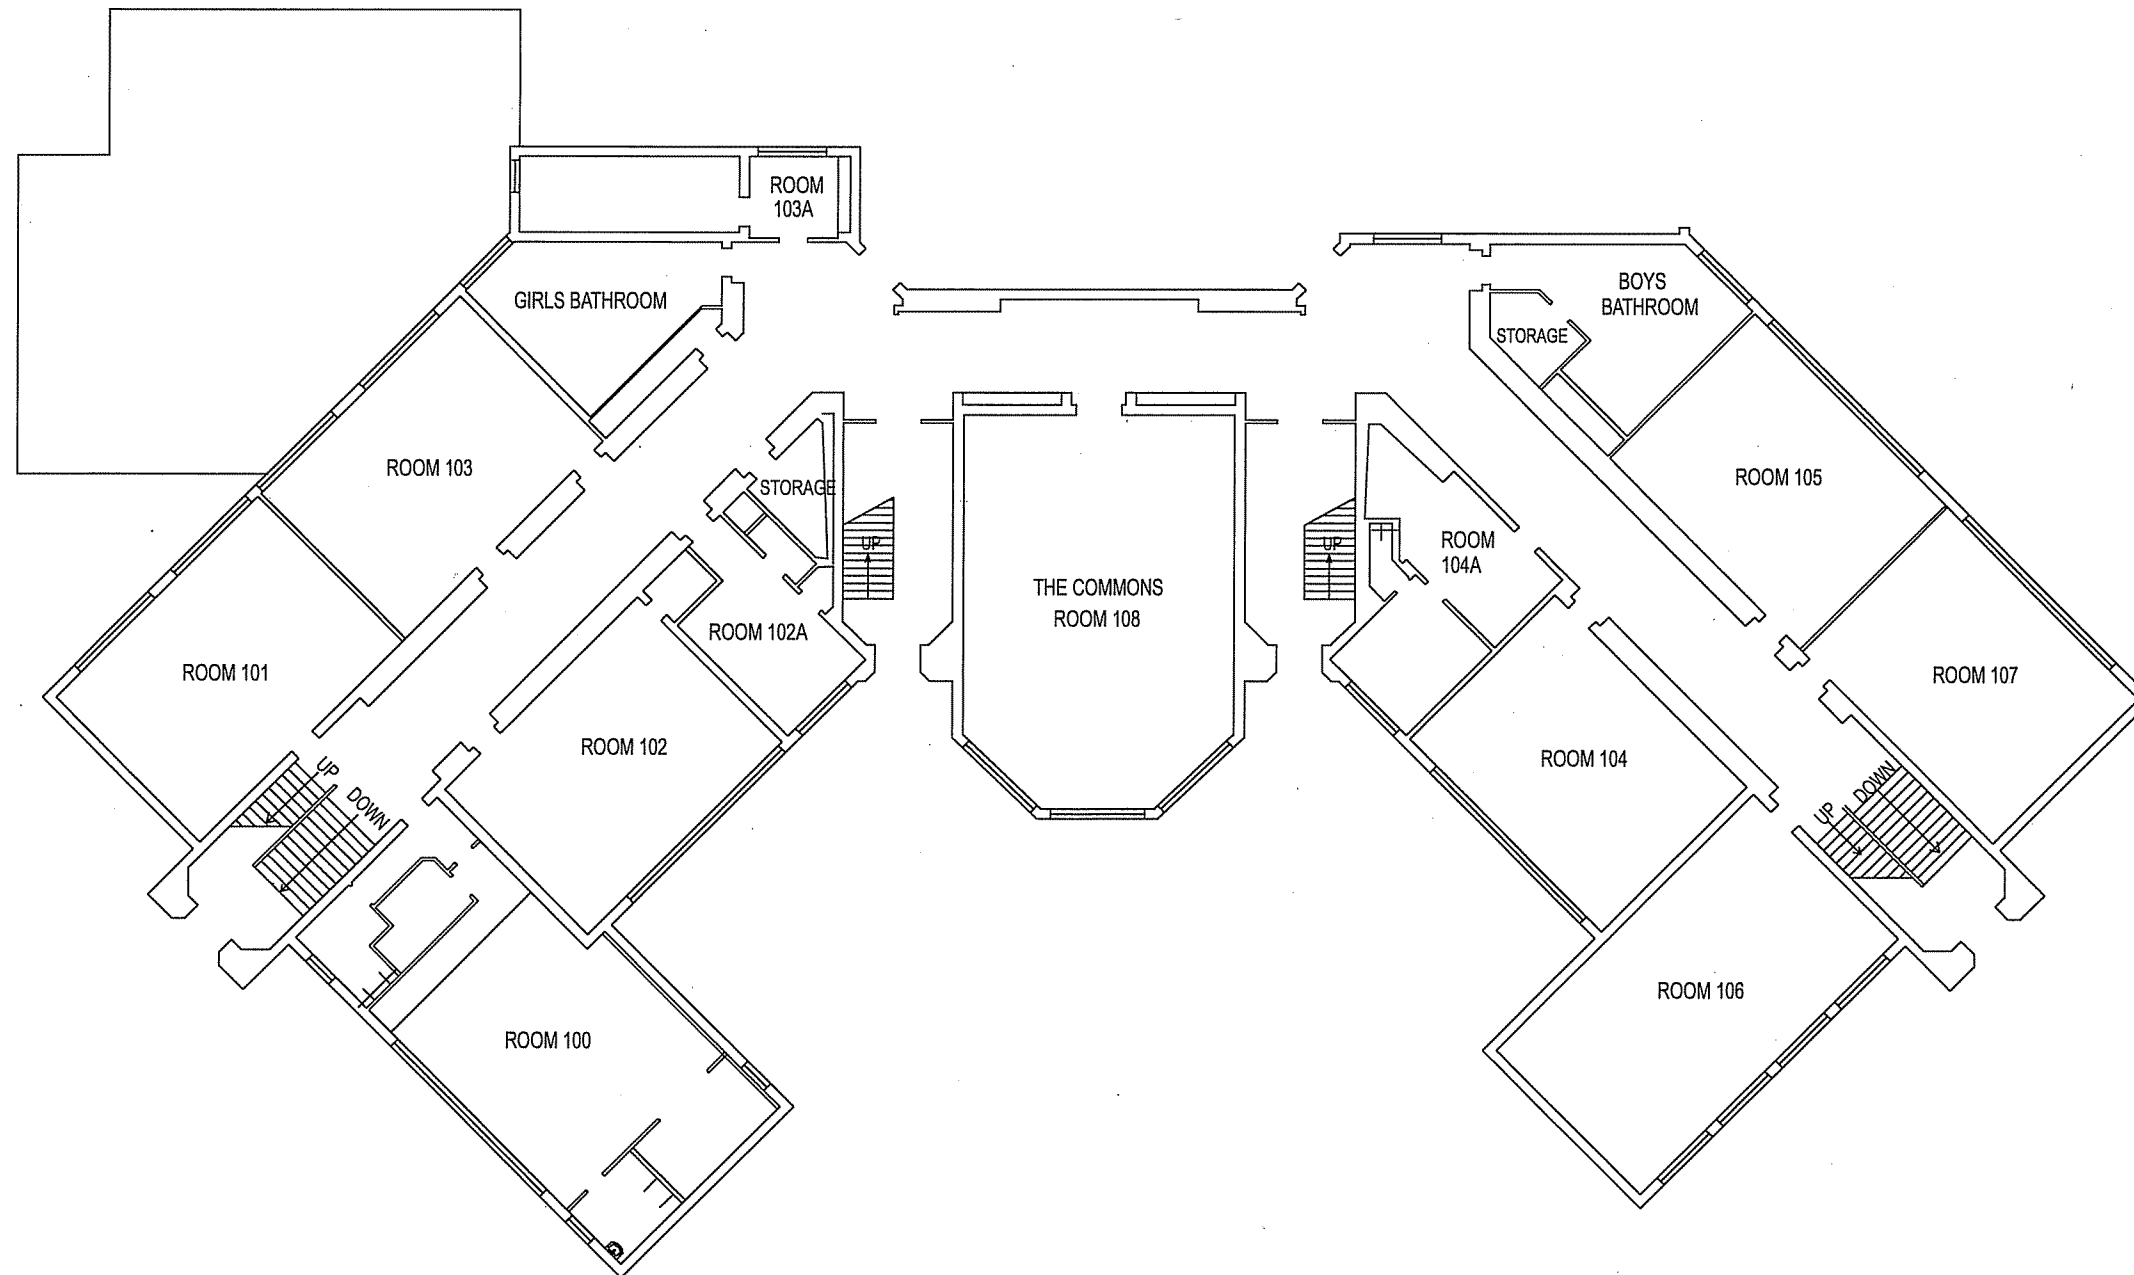 ROOM
103A
GIRLS BATHROOM
BOYS
BATHROOM
STORAGE
ROOM 103
STORAGE
ROOM 105
UP
UP
ROOM
104A
THE COMMONS
ROOM 108
ROOM 102A
ROOM 101
ROOM 107
ROOM 102
ROOM 104
UP
DOWN
UP
DOWN
ROOM 106
ROOM 100